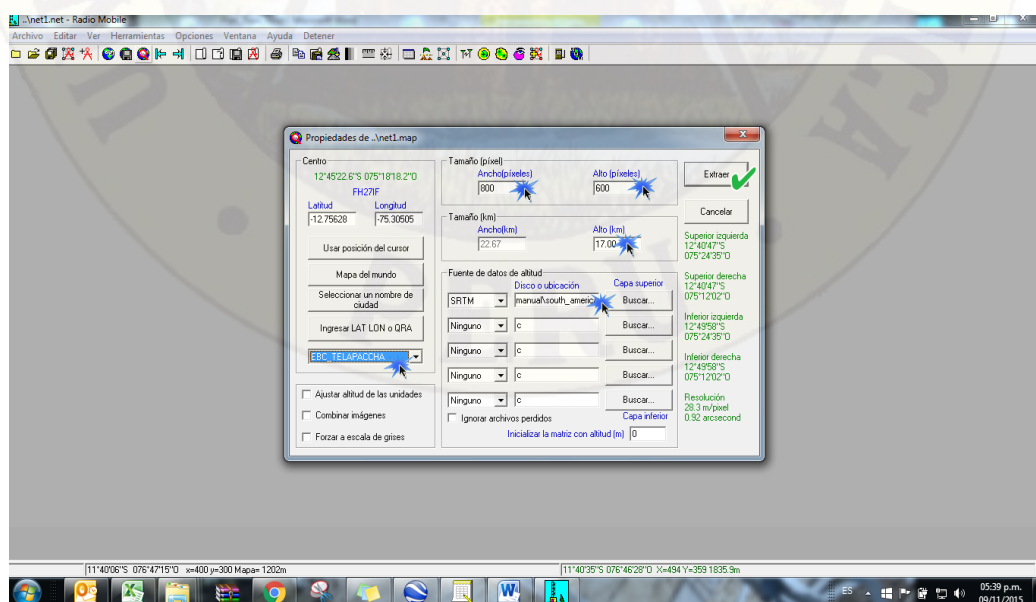 ..\net1.net - Radio Mobile
Archivo Editar Ver Herramientas Opciones Ventana Ayuda Detener
Propiedades de ..\net1.map
Centro
12°45'22.6"S 075°18'18.2"O
FH27IF
Latitud Longitud
-12.75628 -75.30505
Usar posición del cursor
Mapa del mundo
Seleccionar un nombre de ciudad
Ingresar LAT LON o QRA
EBC_TELAPACCHA
Ajustar altitud de las unidades
Combinar imágenes
Forzar a escala de grises
Tamaño (píxel)
Ancho(píxeles) Alto (píxeles)
800 600
Tamaño (km)
Ancho(km) Alto (km)
22.67 17.00
Fuente de datos de altitud
Disco o ubicación Capa superior
SRTM manual\south_americ Buscar...
Ninguno c Buscar...
Ninguno c Buscar...
Ninguno c Buscar...
Ninguno c Buscar...
Ignorar archivos perdidos Capa inferior
Inicializar la matriz con altitud (m) 0
Extraer
Cancelar
Superior izquierda
12°40'47"S
075°24'35"O
Superior derecha
12°40'47"S
075°12'02"O
Inferior izquierda
12°49'58"S
075°24'35"O
Inferior derecha
12°49'58"S
075°12'02"O
Resolución
28.3 m/pixel
0.92 arcsecond
11°40'06"S 076°47'15"O x=400 y=300 Mapa= 1202m
11°40'35"S 076°46'28"O X=494 Y=359 1835.9m
ES
05:39 p.m.
09/11/2015